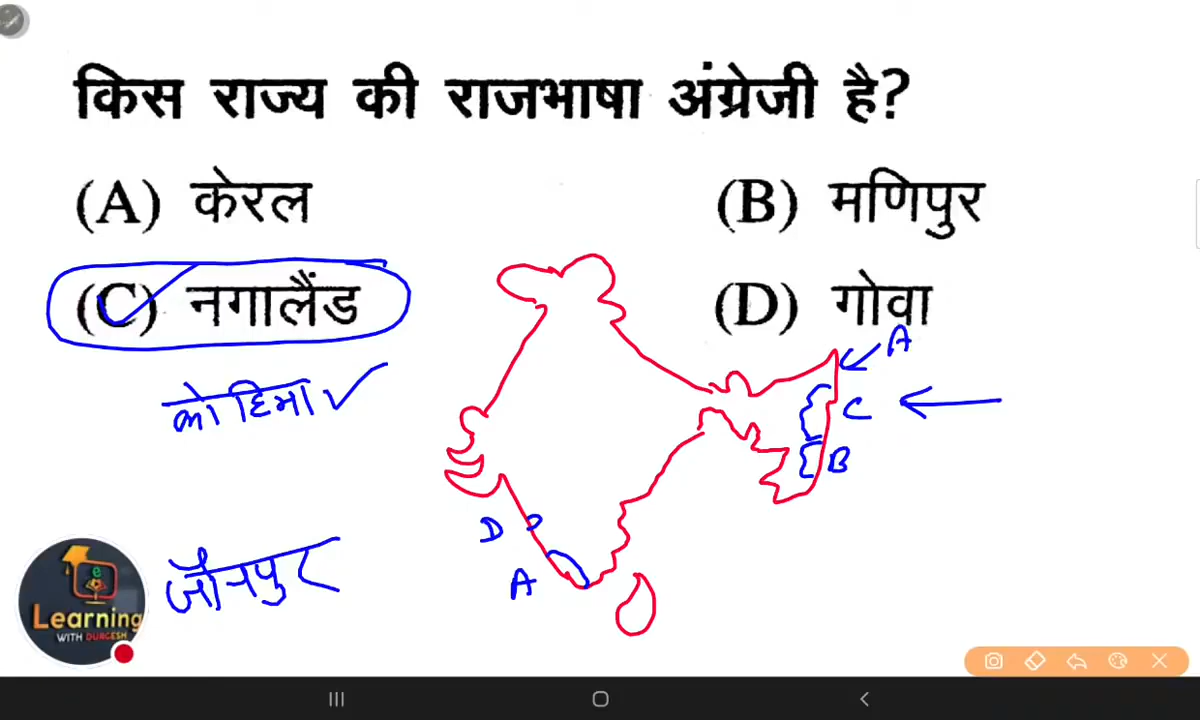 किस राज्य की राजभाषा अंग्रेजी है?
(A) केरल
(B) मणिपुर
(C) नगालैंड
(D) गोवा
A
कोहिमा
C
B
D
A
जौनपुर
e
Learning
WITH DURGESH